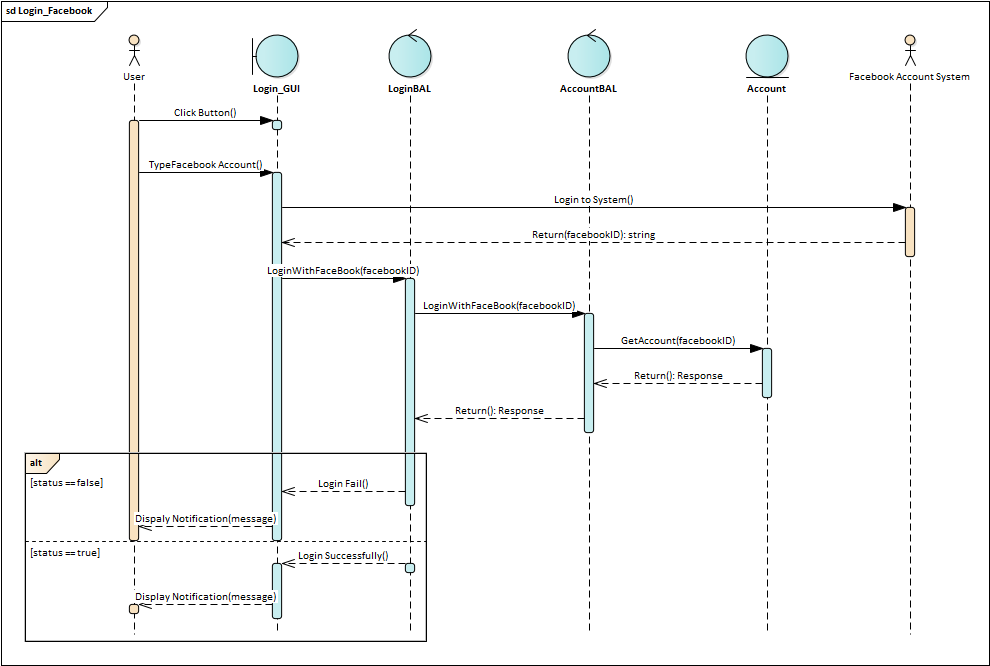 sd Login_Facebook
User
Login_GUI
LoginBAL
AccountBAL
Account
Facebook Account System
Click Button()
TypeFacebook Account()
Login to System()
Return(facebookID): string
LoginWithFaceBook(facebookID)
LoginWithFaceBook(facebookID)
GetAccount(facebookID)
Return(): Response
Return(): Response
alt
[status == false]
Login Fail()
Dispaly Notification(message)
[status == true]
Login Successfully()
Display Notification(message)